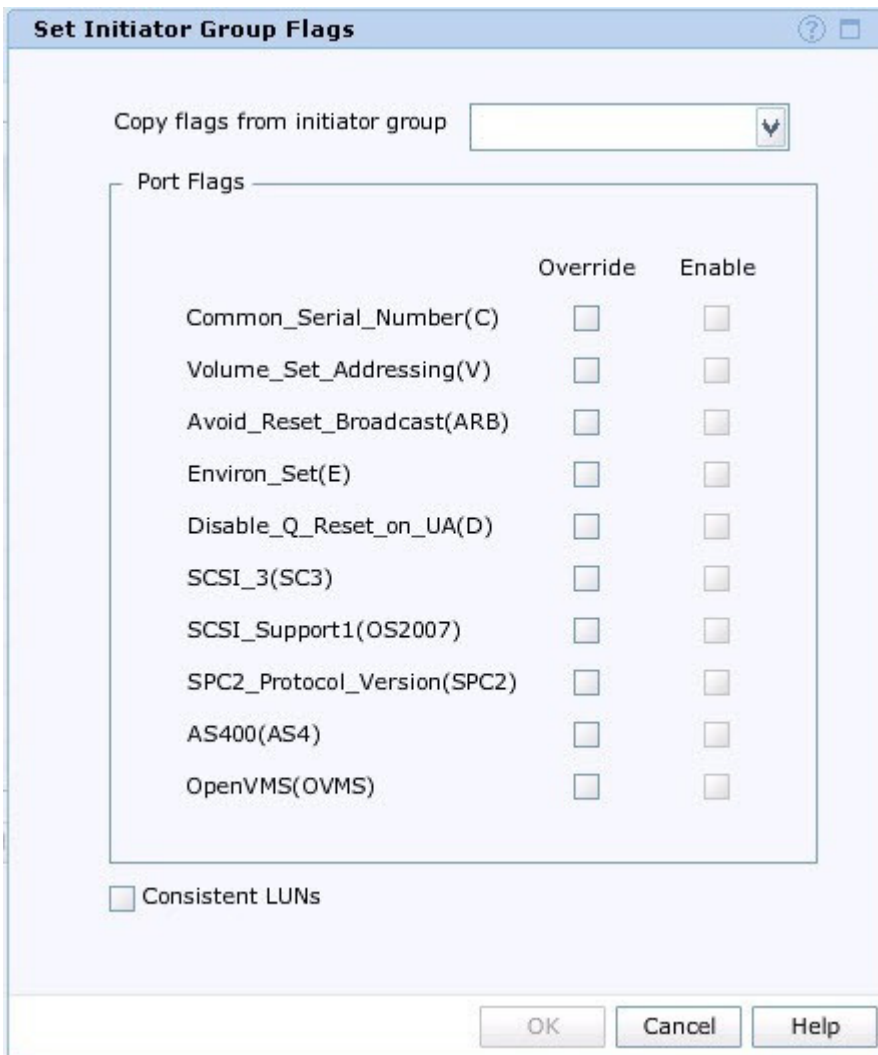 Set Initiator Group Flags
Copy flags from initiator group
Port Flags
Override Enable
Common_Serial_Number(C)
Volume_Set_Addressing(V)
Avoid_Reset_Broadcast(ARB)
Environ_Set(E)
Disable_Q_Reset_on_UA(D)
SCSI_3(SC3)
SCSI_Support1(OS2007)
SPC2_Protocol_Version(SPC2)
AS400(AS4)
OpenVMS(OVMS)
Consistent LUNs
OK Cancel Help